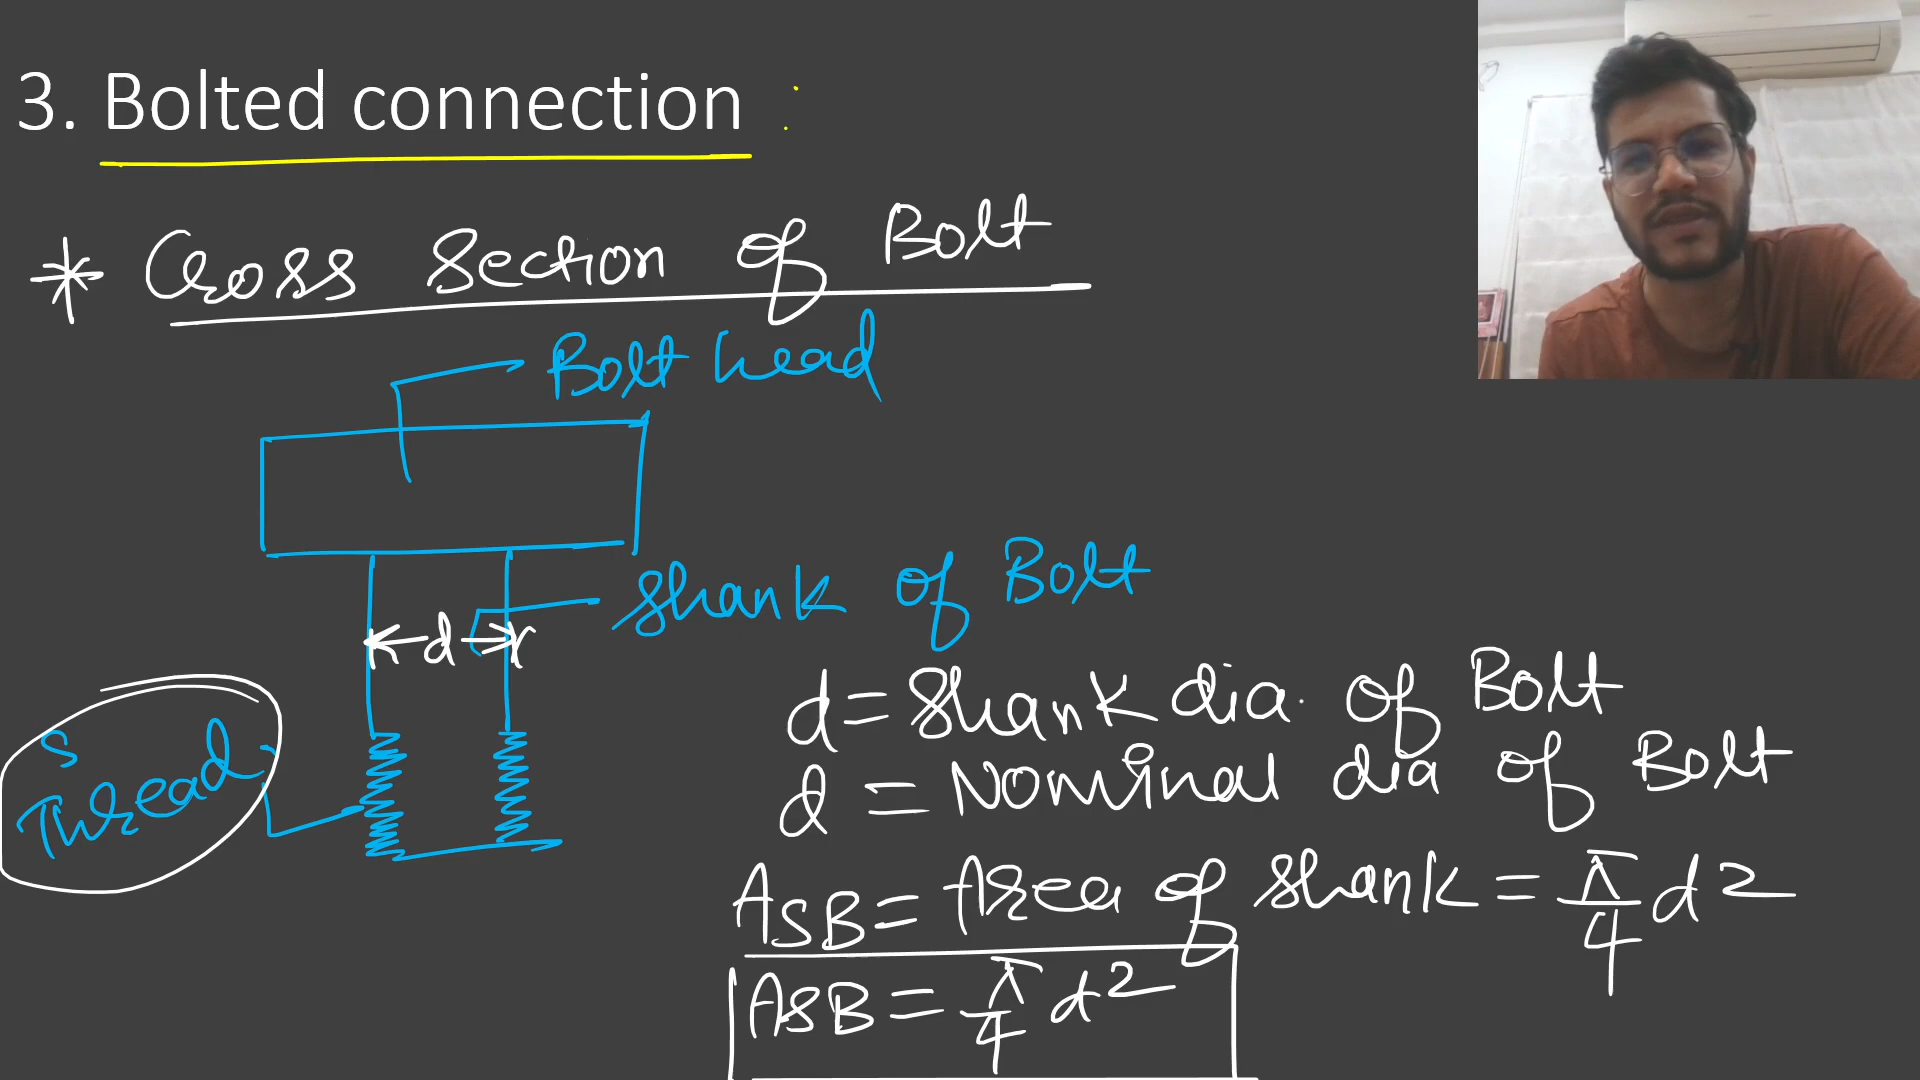 3. Bolted connection :
* Cross Section of Bolt
Bolt head
Shank of Bolt
d
d = Shank dia. of Bolt
d = Nominal dia of Bolt
Threads
ASB = Area of Shank = π/4 d2
ASB = π/4 d2